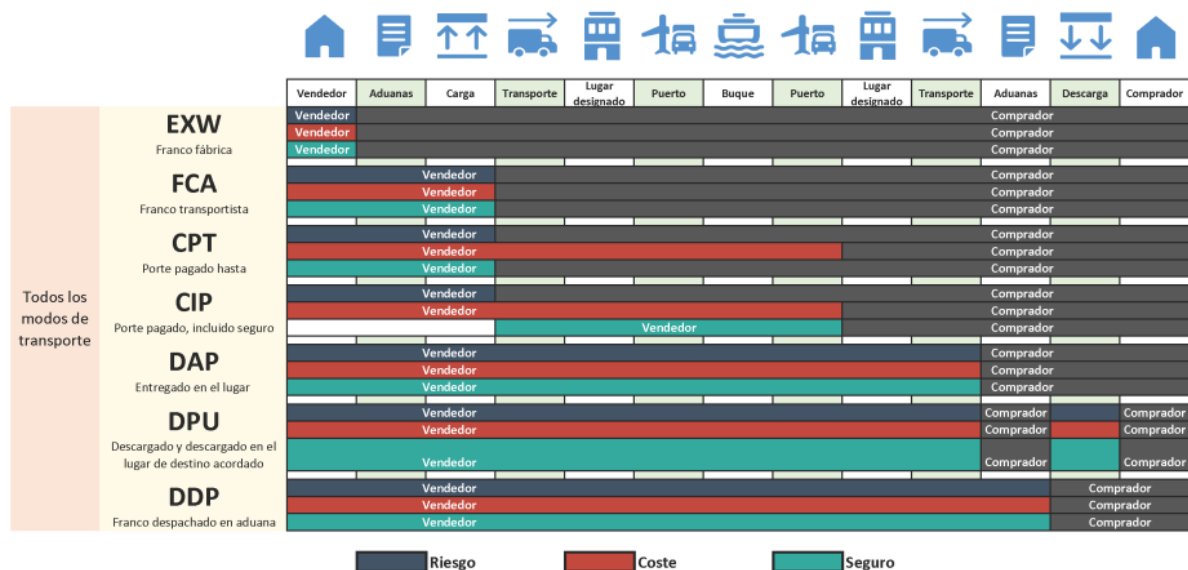 Vendedor Aduanas Carga Transporte Lugar designado Puerto Buque Puerto Lugar designado Transporte Aduanas Descarga Comprador
Todos los
modos de
transporte
EXW
Franco fábrica
Vendedor Comprador
Vendedor Comprador
Vendedor Comprador
FCA
Franco transportista
Vendedor Comprador
Vendedor Comprador
Vendedor Comprador
CPT
Porte pagado hasta
Vendedor Comprador
Vendedor Comprador
Vendedor Comprador
CIP
Porte pagado, incluido seguro
Vendedor Comprador
Vendedor Comprador
Vendedor Comprador
DAP
Entregado en el lugar
Vendedor Comprador
Vendedor Comprador
Vendedor Comprador
DPU
Descargado y descargado en el
lugar de destino acordado
Vendedor Comprador Comprador
Vendedor Comprador Comprador
Vendedor Comprador Comprador
DDP
Franco despachado en aduana
Vendedor Comprador
Vendedor Comprador
Vendedor Comprador
Riesgo Coste Seguro